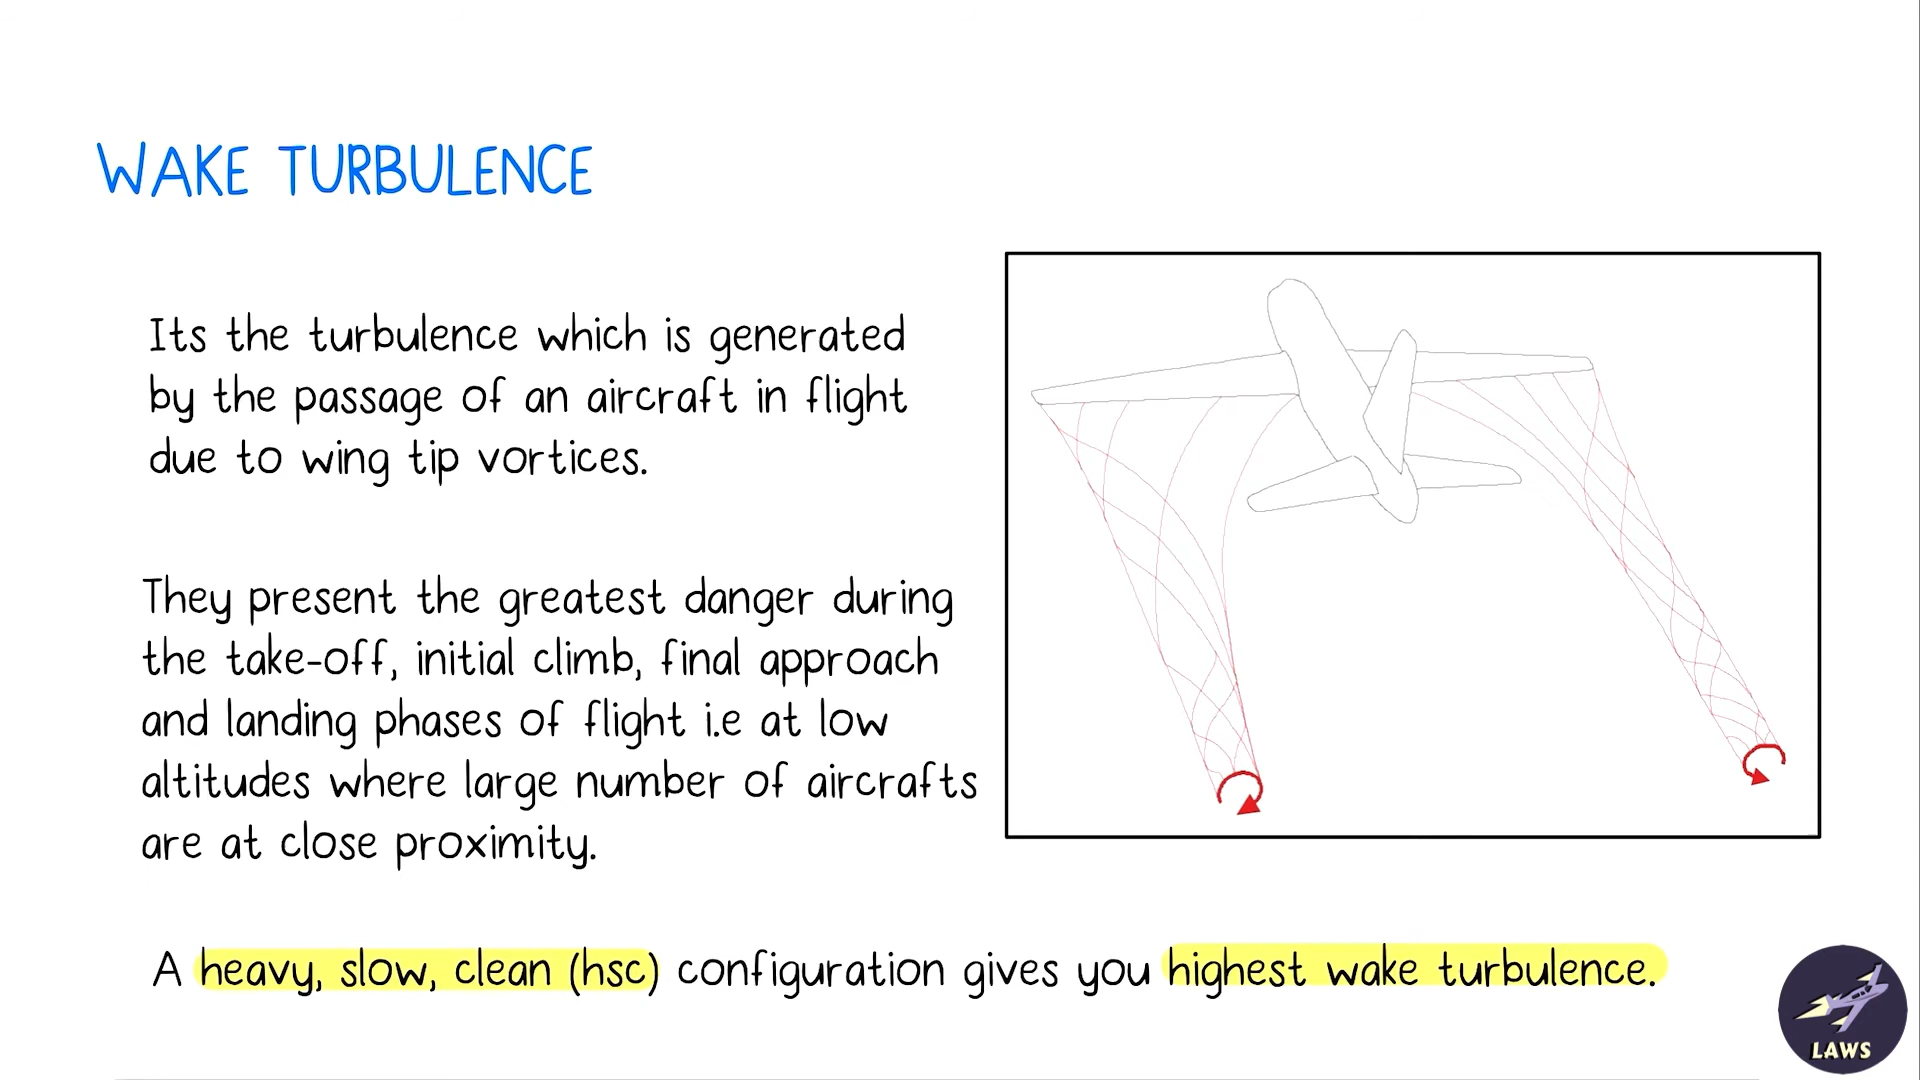 WAKE TURBULENCE
Its the turbulence which is generated
by the passage of an aircraft in flight
due to wing tip vortices.
They present the greatest danger during
the take-off, initial climb, final approach
and landing phases of flight i.e at low
altitudes where large number of aircrafts
are at close proximity.
A heavy, slow, clean (hsc) configuration gives you highest wake turbulence.
LAWS